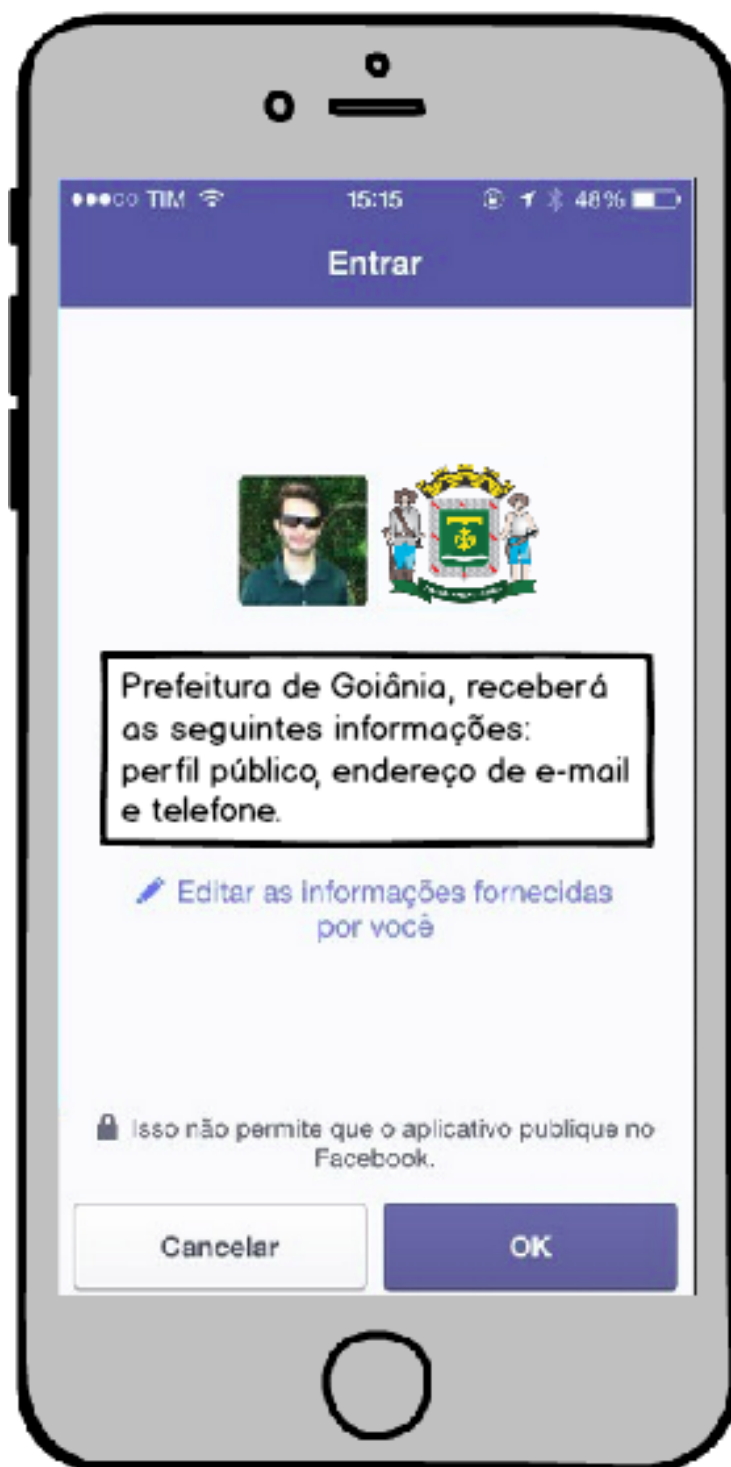 TIM 15:15 48%
Entrar
Prefeitura de Goiânia, receberá
as seguintes informações:
perfil público, endereço de e-mail
e telefone.
Editar as informações fornecidas
por você
Isso não permite que o aplicativo publique no
Facebook.
Cancelar OK